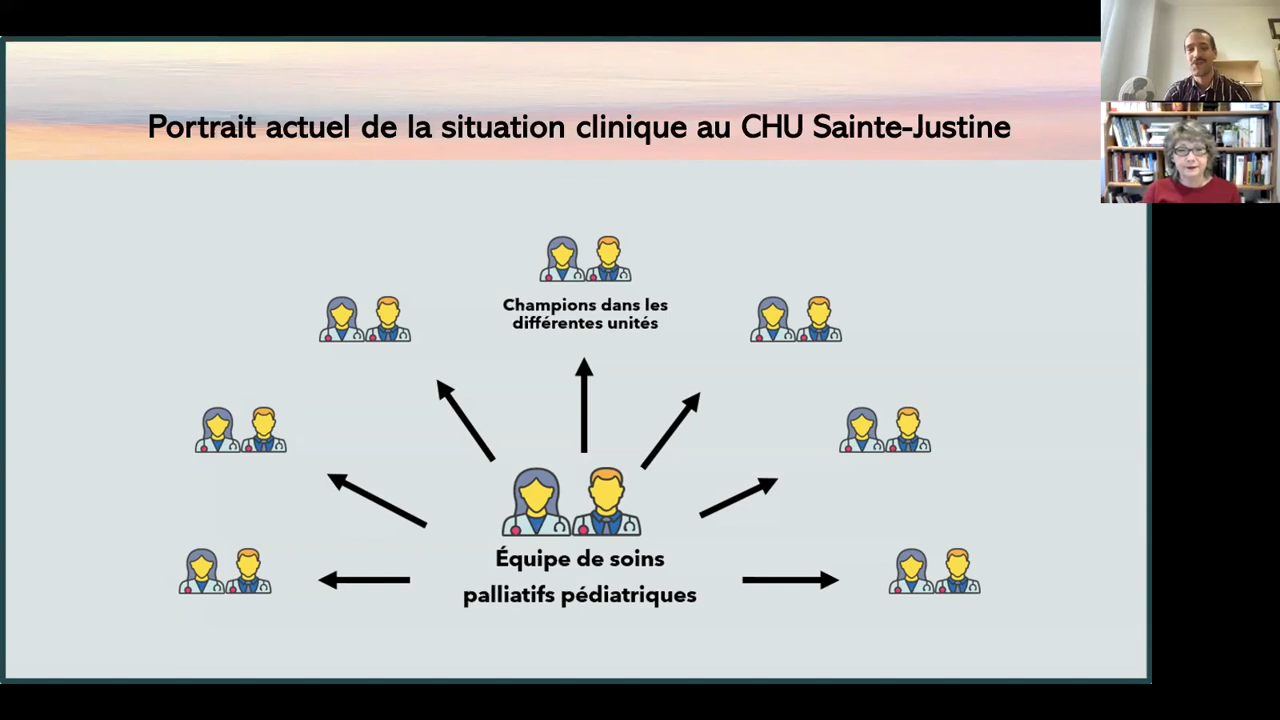 Portrait actuel de la situation clinique au CHU Sainte-Justine
Champions dans les
différentes unités
Équipe de soins
palliatifs pédiatriques